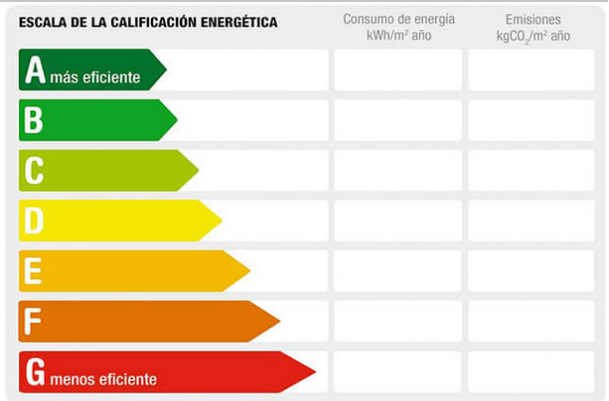 ESCALA DE LA CALIFICACIÓN ENERGÉTICA
Consumo de energía
kWh/m² año
Emisiones
kgCO₂/m² año
A más eficiente
B
C
D
E
F
G menos eficiente